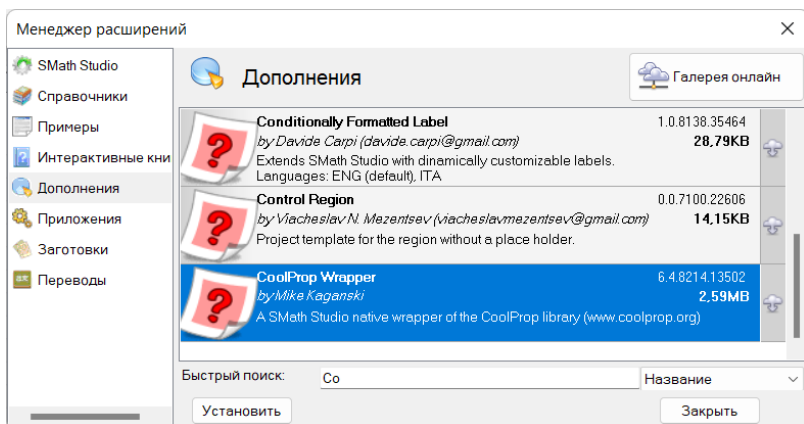 Менеджер расширений
SMath Studio
Справочники
Примеры
Интерактивные кни
Дополнения
Приложения
Заготовки
Переводы
Дополнения
Галерея онлайн
Conditionally Formatted Label 1.0.8138.35464
by Davide Carpi (davide.carpi@gmail.com) 28,79KB
Extends SMath Studio with dinamically customizable labels.
Languages: ENG (default), ITA
Control Region 0.0.7100.22606
by Viacheslav N. Mezentsev (viacheslavmezentsev@gmail.com) 14,15KB
Project template for the region without a place holder.
CoolProp Wrapper 6.4.8214.13502
by Mike Kaganski 2,59MB
A SMath Studio native wrapper of the CoolProp library (www.coolprop.org)
Быстрый поиск: Co Название
Установить Закрыть